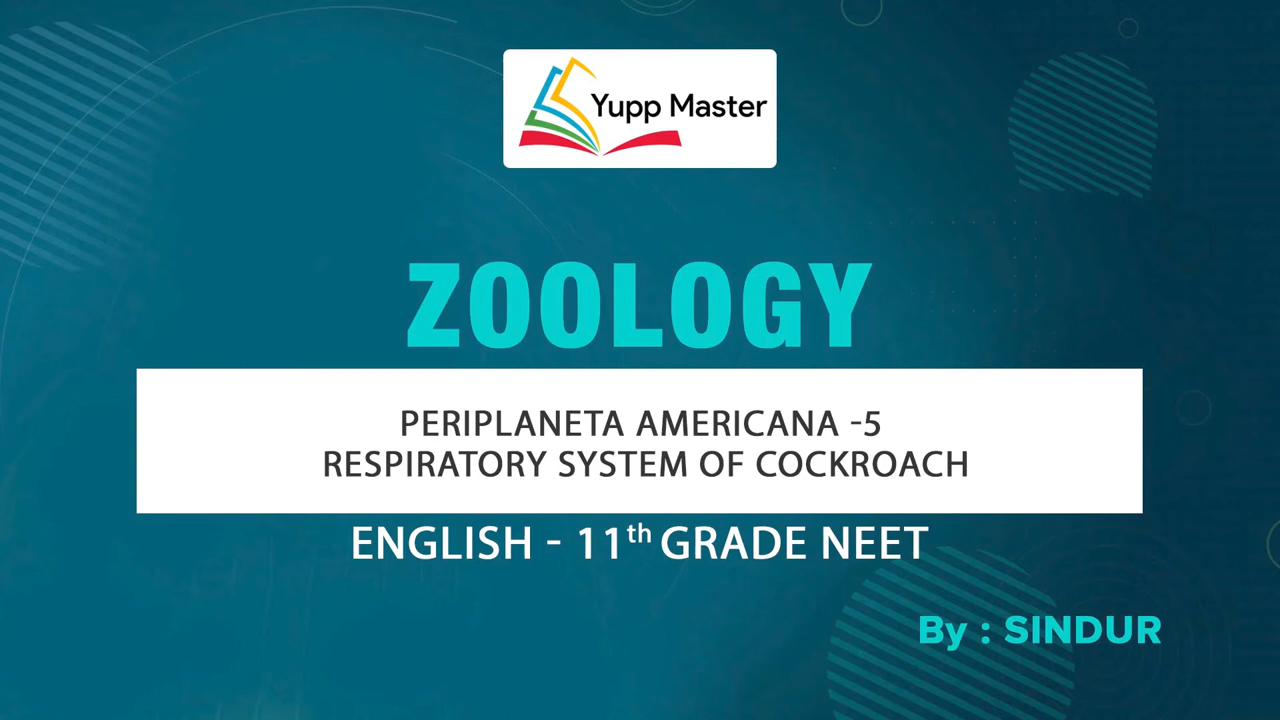 Yupp Master
ZOOLOGY
PERIPLANETA AMERICANA -5
RESPIRATORY SYSTEM OF COCKROACH
ENGLISH - 11th GRADE NEET
By : SINDUR